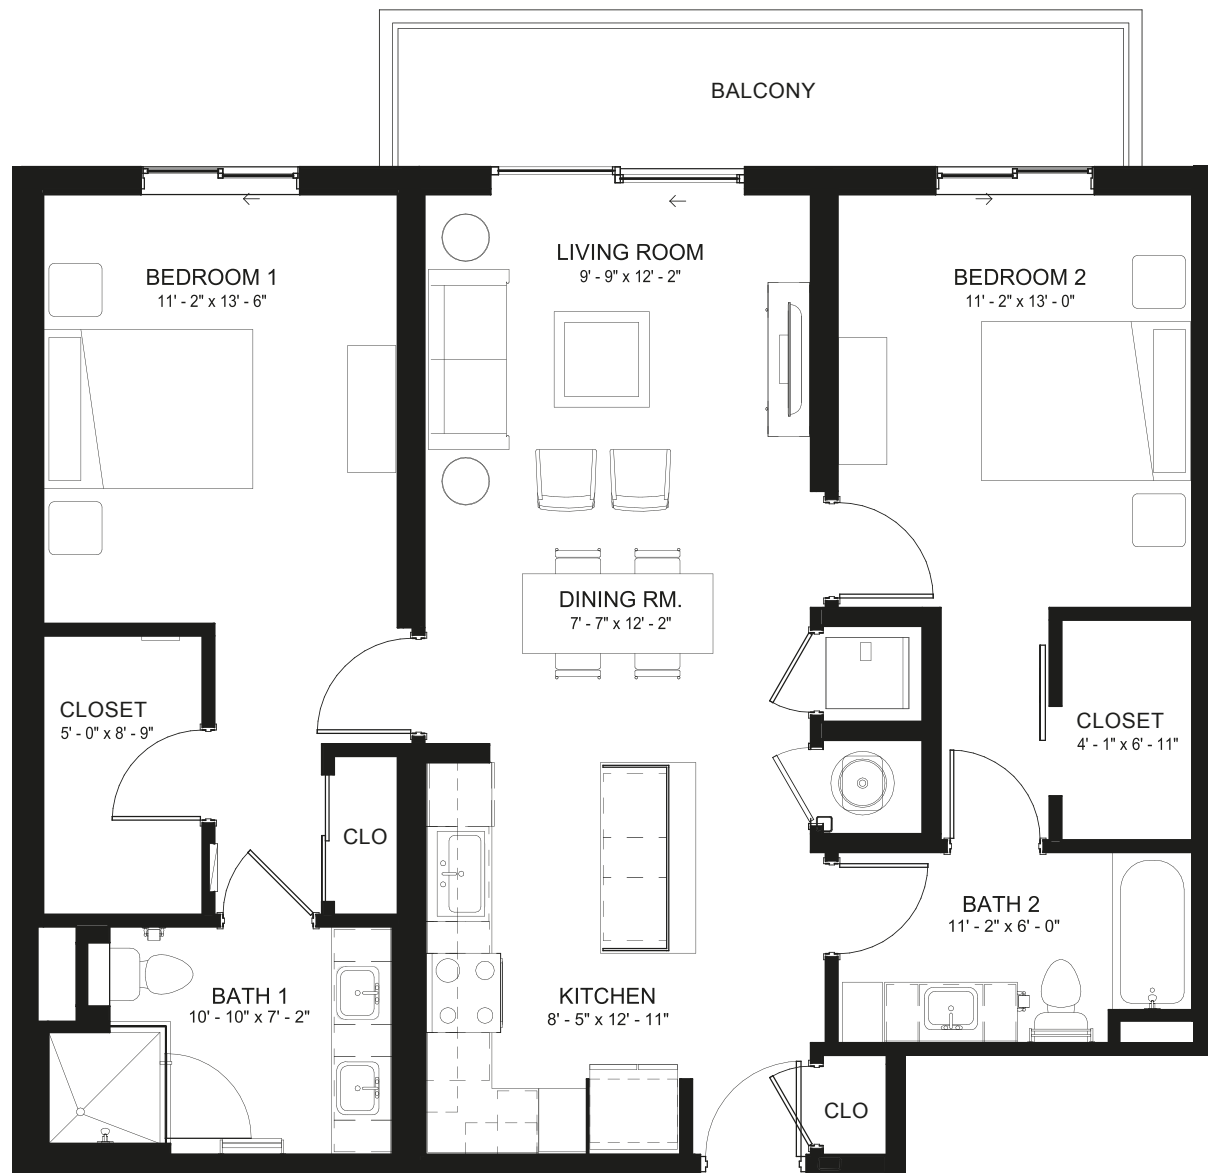 BALCONY
LIVING ROOM
9' - 9" x 12' - 2"
BEDROOM 1
11' - 2" x 13' - 6"
BEDROOM 2
11' - 2" x 13' - 0"
DINING RM.
7' - 7" x 12' - 2"
CLOSET
5' - 0" x 8' - 9"
CLOSET
4' - 1" x 6' - 11"
CLO
BATH 2
11' - 2" x 6' - 0"
BATH 1
10' - 10" x 7' - 2"
KITCHEN
8' - 5" x 12' - 11"
CLO